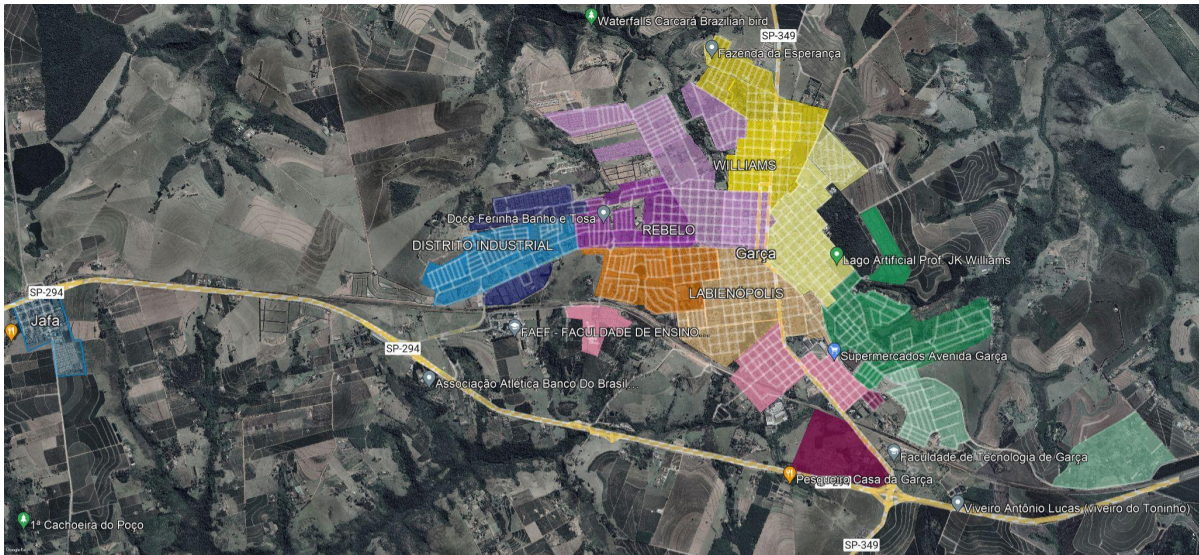 Waterfalls Carcará Brazilian bird
SP-349
Fazenda da Esperança
WILLIAMS
Doce Ferinha Banho e Tosa
REBELO
DISTRITO INDUSTRIAL
Garça
Lago Artificial Prof. JK Williams
SP-294
LABIENÓPOLIS
Jafa
FAEF - FACULDADE DE ENSINO...
SP-294
Supermercados Avenida Garça
Associação Atlética Banco Do Brasil...
Faculdade de Tecnologia de Garça
Pesqueiro Casa da Garça
SP-294
Viveiro Antônio Lucas (viveiro do Toninho)
1ª Cachoeira do Poço
SP-349